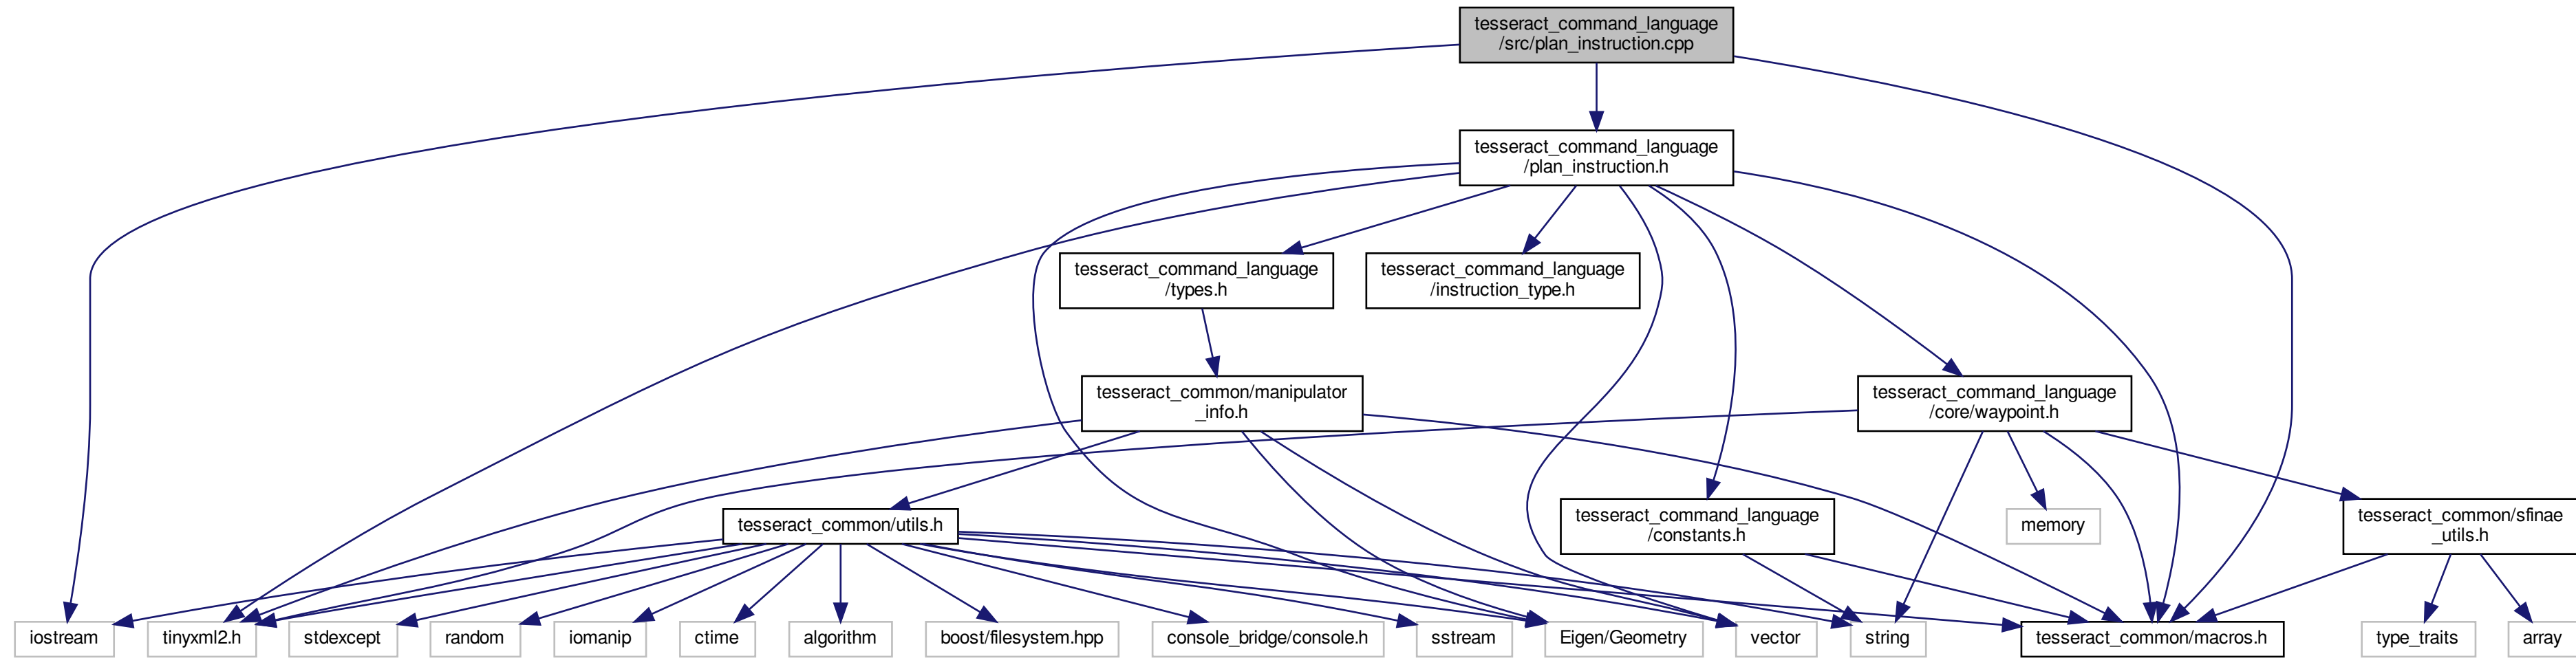 tesseract_command_language
/src/plan_instruction.cpp
tesseract_command_language
/plan_instruction.h
tesseract_command_language
/types.h
tesseract_command_language
/instruction_type.h
tesseract_common/manipulator
_info.h
tesseract_command_language
/core/waypoint.h
tesseract_common/utils.h
tesseract_command_language
/constants.h
memory
tesseract_common/sfinae
_utils.h
iostream
tinyxml2.h
stdexcept
random
iomanip
ctime
algorithm
boost/filesystem.hpp
console_bridge/console.h
sstream
Eigen/Geometry
vector
string
tesseract_common/macros.h
type_traits
array